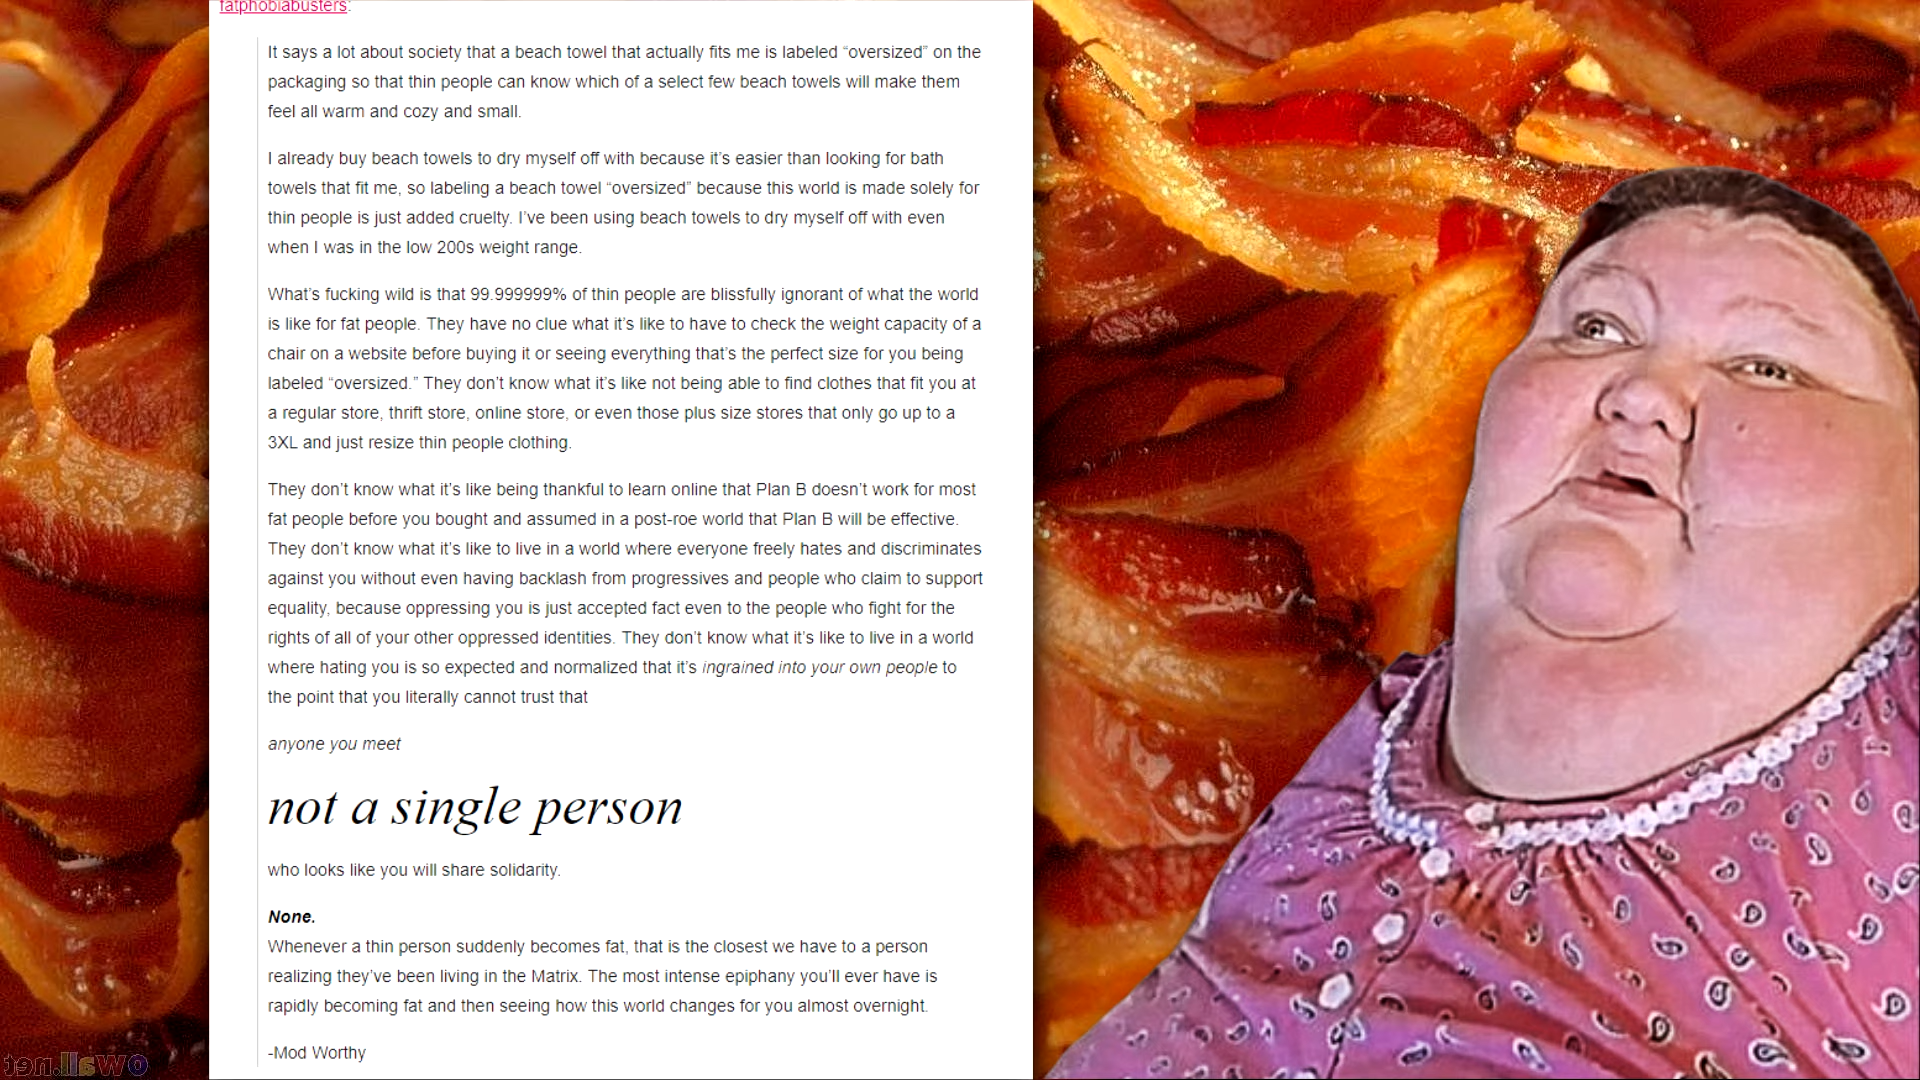 fatphobiabusters:
It says a lot about society that a beach towel that actually fits me is labeled “oversized” on the
packaging so that thin people can know which of a select few beach towels will make them
feel all warm and cozy and small.
I already buy beach towels to dry myself off with because it’s easier than looking for bath
towels that fit me, so labeling a beach towel “oversized” because this world is made solely for
thin people is just added cruelty. I’ve been using beach towels to dry myself off with even
when I was in the low 200s weight range.
What’s fucking wild is that 99.999999% of thin people are blissfully ignorant of what the world
is like for fat people. They have no clue what it’s like to have to check the weight capacity of a
chair on a website before buying it or seeing everything that’s the perfect size for you being
labeled “oversized.” They don’t know what it’s like not being able to find clothes that fit you at
a regular store, thrift store, online store, or even those plus size stores that only go up to a
3XL and just resize thin people clothing.
They don’t know what it’s like being thankful to learn online that Plan B doesn’t work for most
fat people before you bought and assumed in a post-roe world that Plan B will be effective.
They don’t know what it’s like to live in a world where everyone freely hates and discriminates
against you without even having backlash from progressives and people who claim to support
equality, because oppressing you is just accepted fact even to the people who fight for the
rights of all of your other oppressed identities. They don’t know what it’s like to live in a world
where hating you is so expected and normalized that it’s ingrained into your own people to
the point that you literally cannot trust that
anyone you meet
not a single person
who looks like you will share solidarity.
None.
Whenever a thin person suddenly becomes fat, that is the closest we have to a person
realizing they’ve been living in the Matrix. The most intense epiphany you’ll ever have is
rapidly becoming fat and then seeing how this world changes for you almost overnight.
-Mod Worthy
OWall.net